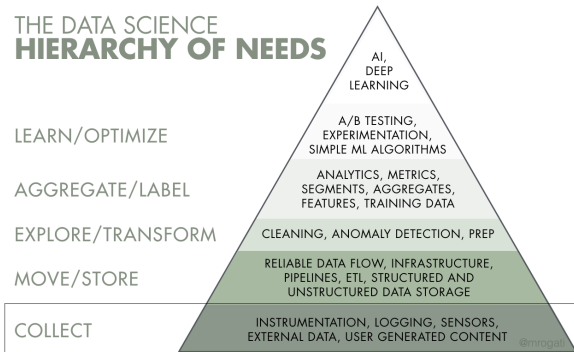 THE DATA SCIENCE
HIERARCHY OF NEEDS
AI,
DEEP
LEARNING
LEARN/OPTIMIZE
A/B TESTING,
EXPERIMENTATION,
SIMPLE ML ALGORITHMS
AGGREGATE/LABEL
ANALYTICS, METRICS,
SEGMENTS, AGGREGATES,
FEATURES, TRAINING DATA
EXPLORE/TRANSFORM
CLEANING, ANOMALY DETECTION, PREP
MOVE/STORE
RELIABLE DATA FLOW, INFRASTRUCTURE,
PIPELINES, ETL, STRUCTURED AND
UNSTRUCTURED DATA STORAGE
COLLECT
INSTRUMENTATION, LOGGING, SENSORS,
EXTERNAL DATA, USER GENERATED CONTENT
@mrogati